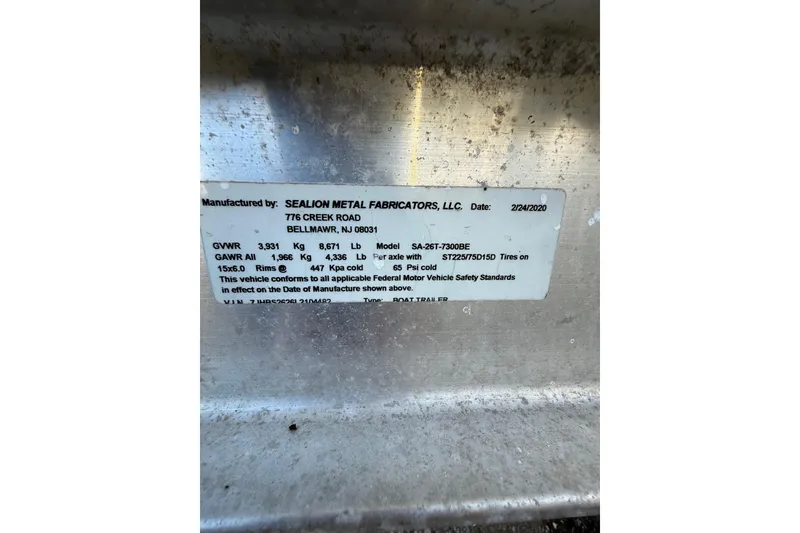 Manufactured by: SEALION METAL FABRICATORS, LLC. Date: 2/24/2020
776 CREEK ROAD
BELLMAWR, NJ 08031
GVWR 3,931 Kg 8,671 Lb Model SA-26T-7300BE
GAWR All 1,966 Kg 4,336 Lb Per axle with ST225/75D15D Tires on
15x6.0 Rims @ 447 Kpa cold 65 Psi cold
This vehicle conforms to all applicable Federal Motor Vehicle Safety Standards
in effect on the Date of Manufacture shown above.
V.I.N. Type: BOAT TRAILER